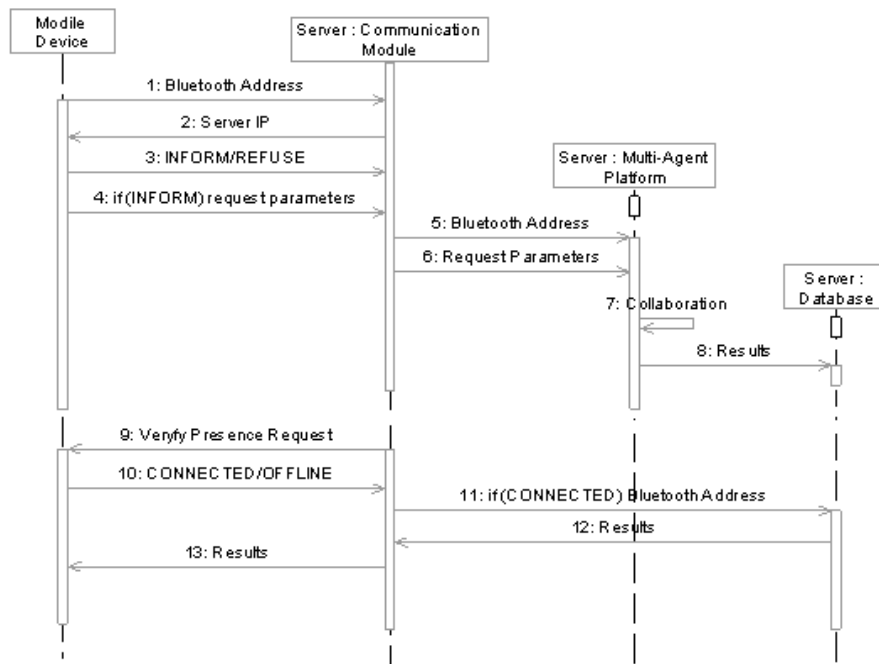 Modile
Device
Server : Communication
Module
1: Bluetooth Address
2: Server IP
3: INFORM/REFUSE
4: if(INFORM) request parameters
Server : Multi-Agent
Platform
5: Bluetooth Address
6: Request Parameters
Server :
Database
7: Collaboration
8: Results
9: Veryfy Presence Request
10: CONNECTED/OFFLINE
11: if(CONNECTED) Bluetooth Address
12: Results
13: Results